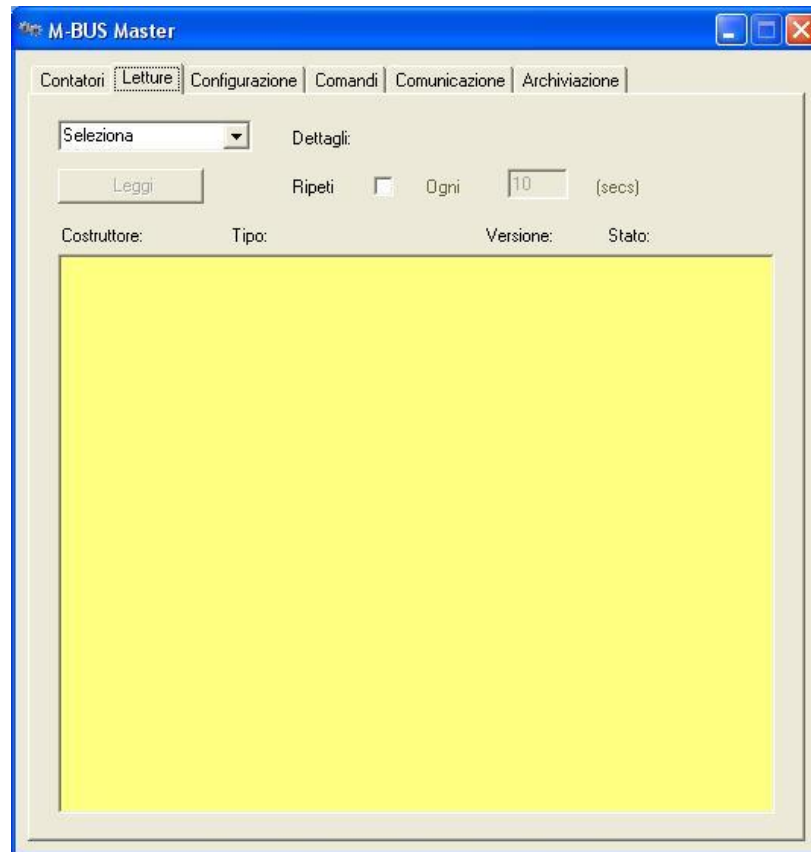 M-BUS Master
Contatori Letture Configurazione Comandi Comunicazione Archiviazione
Seleziona Dettagli:
Leggi Ripeti Ogni 10 (secs)
Costruttore: Tipo: Versione: Stato: